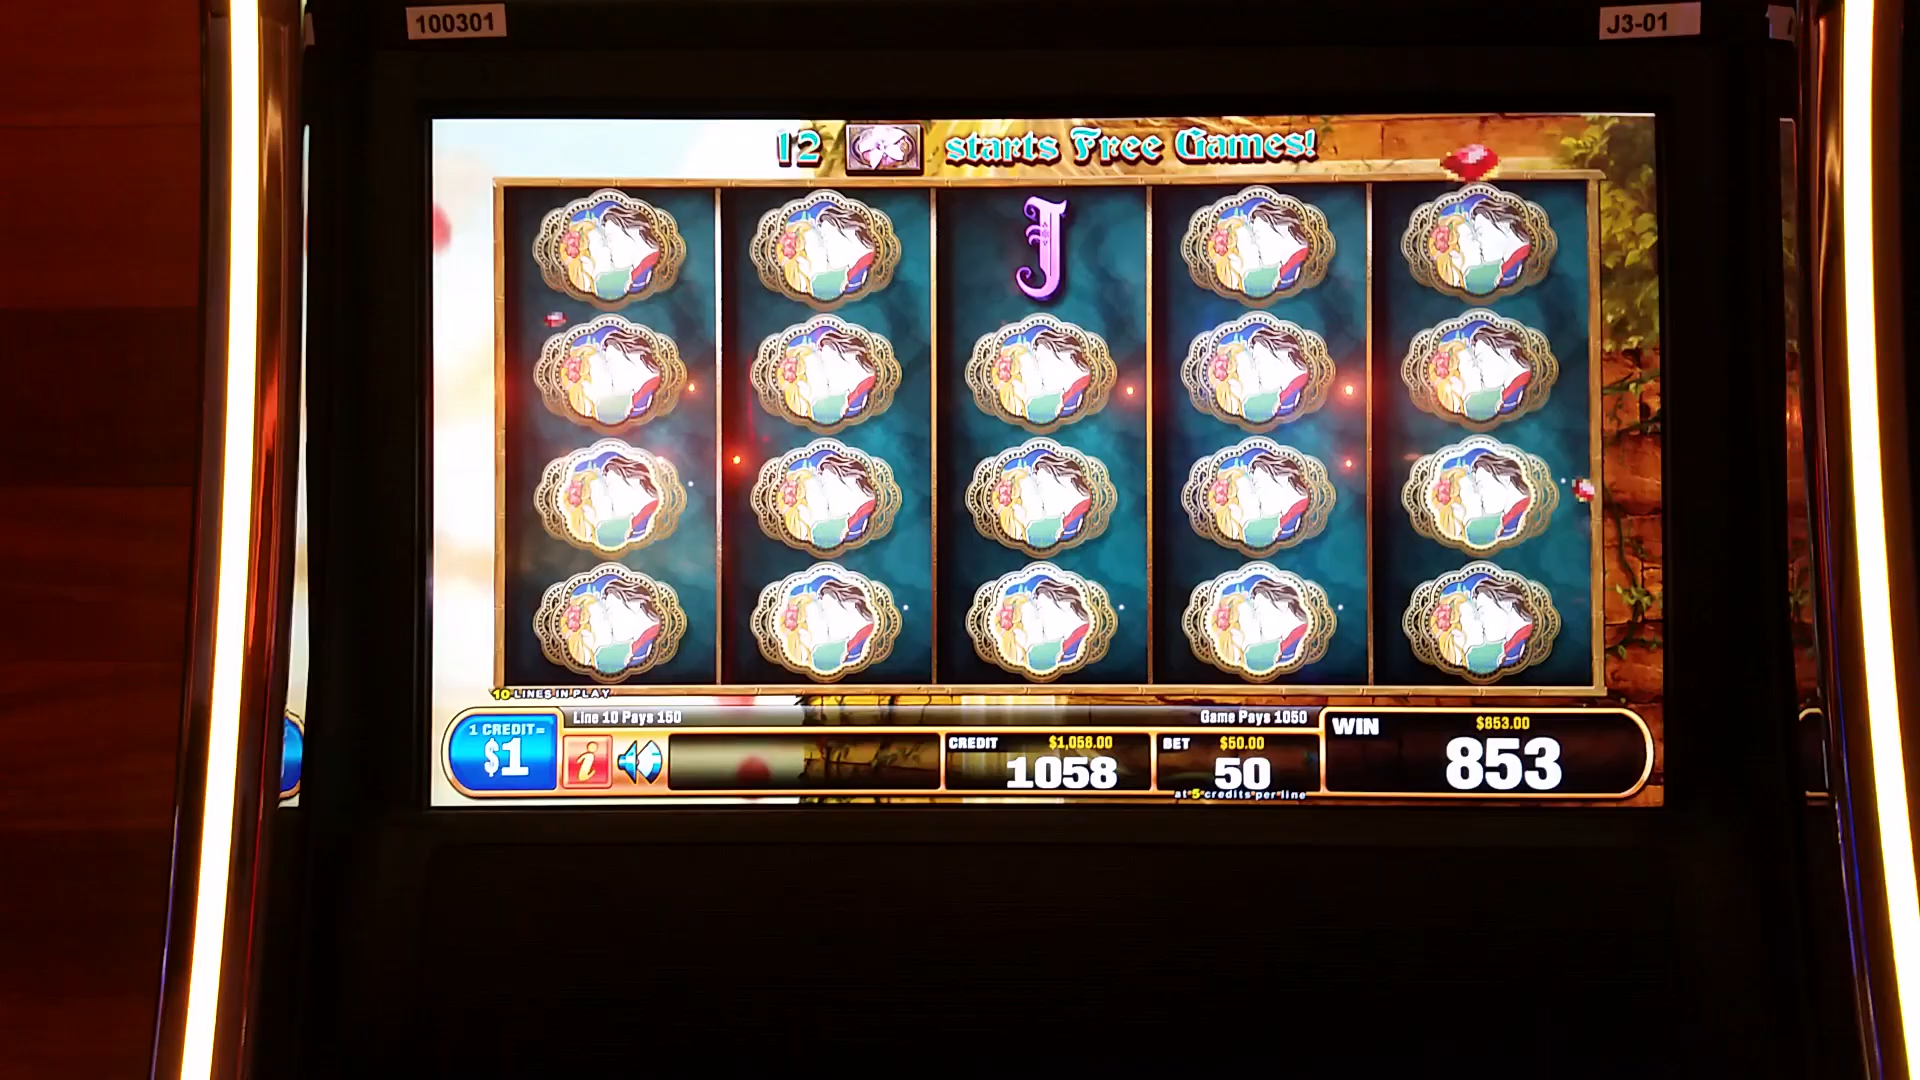 100301
J3-01
12 starts Free Games!
J
10 LINES IN PLAY
Line 10 Pays 150
Game Pays 1050
1 CREDIT=
$1
i
CREDIT $1,058.00
1058
BET $50.00
50
at 5 credits per line
WIN $853.00
853